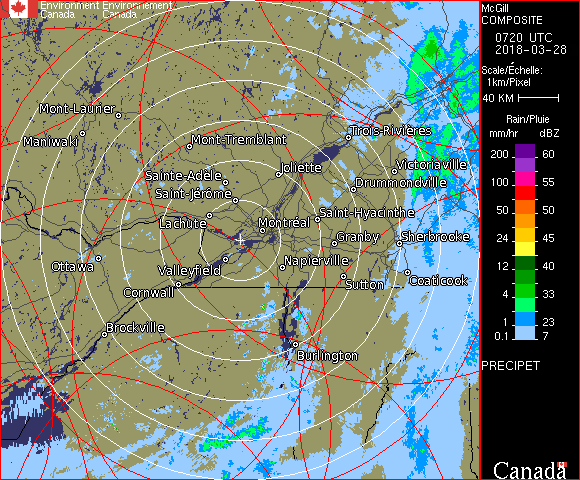 Environment Environnement
Canada Canada
McGill
COMPOSITE
0720 UTC
2018-03-28
Scale/Échelle:
1km/Pixel
40 KM
Rain/Pluie
mm/hr dBZ
200 60
150 57
100 55
50 50
24 45
12 40
4 33
1 23
0.1 7
PRECIPET
Canada
Mont-Laurier
Maniwaki
Mont-Tremblant
Trois-Rivières
Sainte-Adèle
Joliette
Victoriaville
Drummondville
Saint-Jérôme
Lachute
Montréal
Saint-Hyacinthe
Granby
Sherbrooke
Ottawa
Valleyfield
Napierville
Cornwall
Sutton
Coaticook
Brockville
Burlington